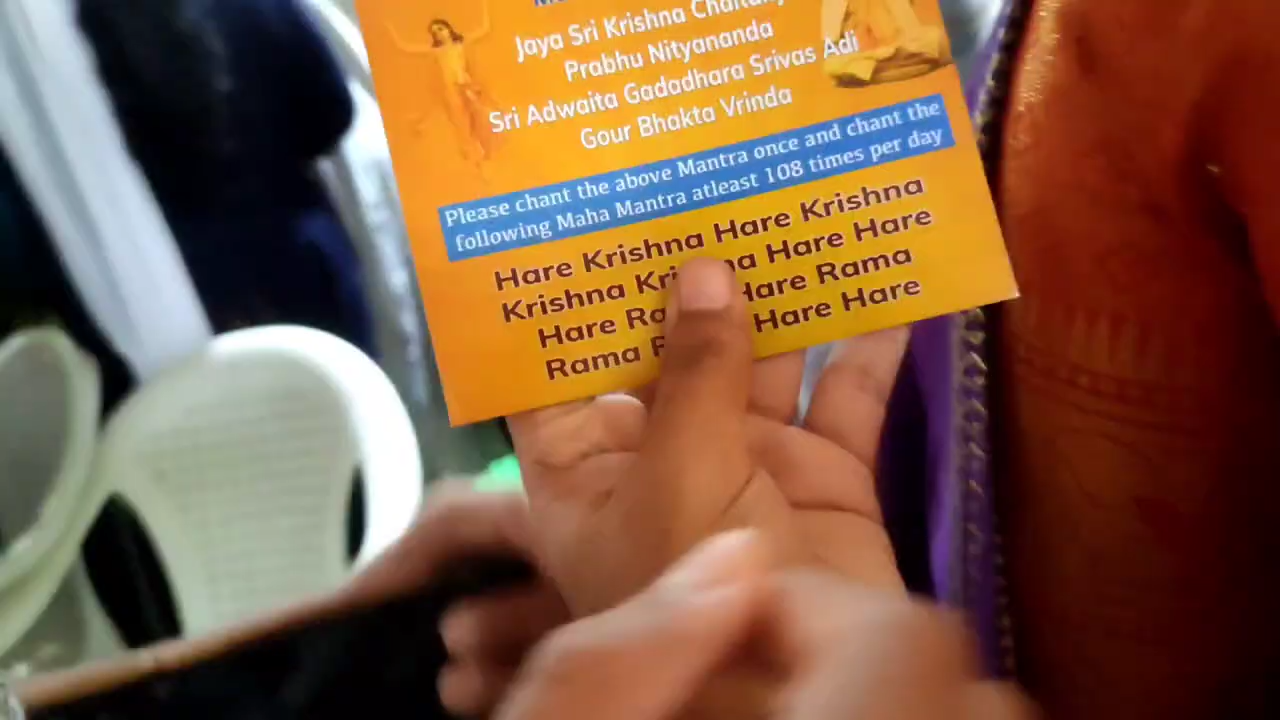 Jaya Sri Krishna
Prabhu Nityananda
Sri Adwaita Gadadhara Srivas Adi
Gour Bhakta Vrinda
Please chant the above Mantra once and chant the
following Maha Mantra atleast 108 times per day
Hare Krishna Hare Krishna
Krishna Hare Hare
Hare Hare Rama
Rama Hare Hare